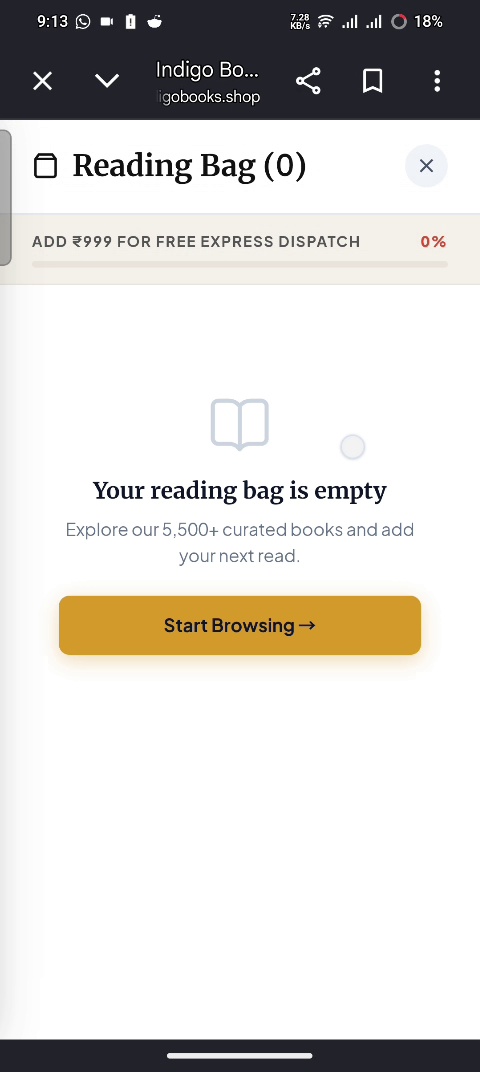 9:13
7.28
KB/s
18%
Indigo Bo...
igobooks.shop
Reading Bag (0)
ADD ₹999 FOR FREE EXPRESS DISPATCH
0%
Your reading bag is empty
Explore our 5,500+ curated books and add
your next read.
Start Browsing →